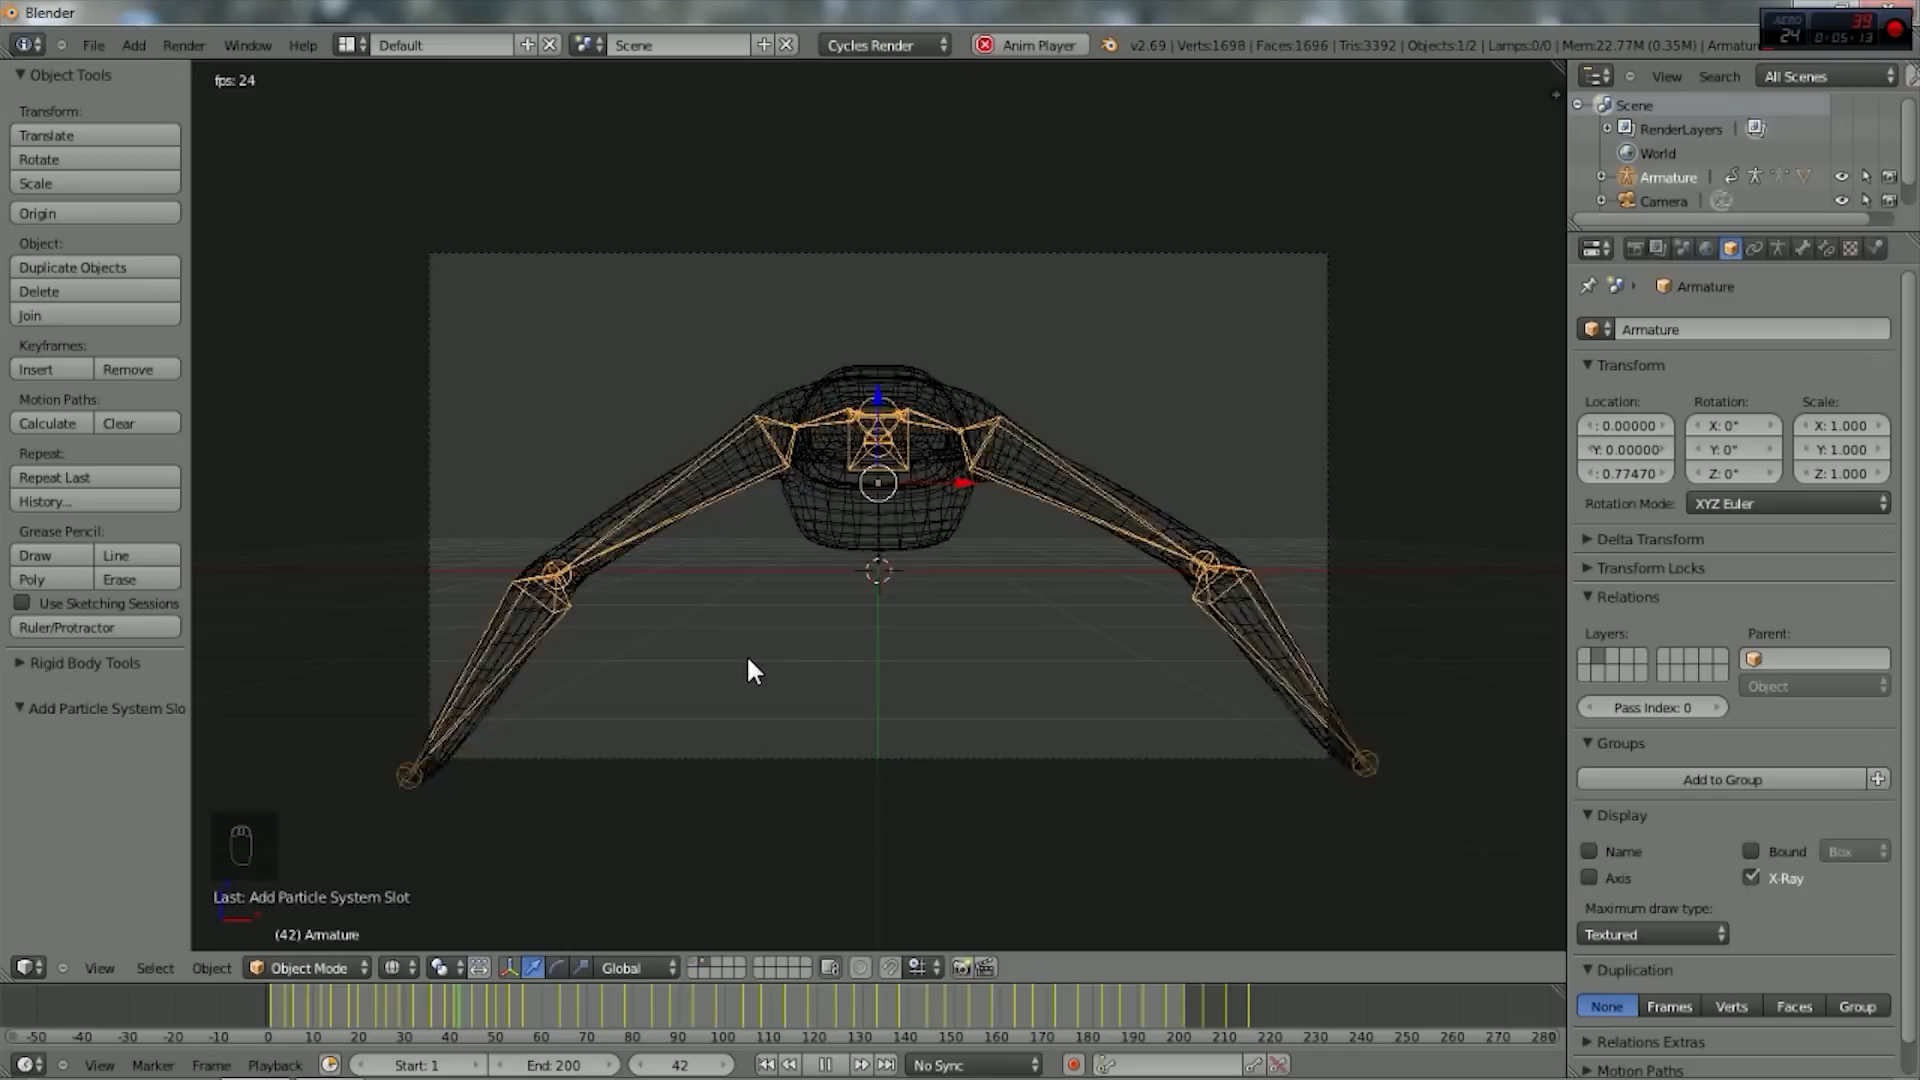 Blender
File Add Render Window Help Default Scene Cycles Render Anim Player v2.69 | Verts:1698 | Faces:1696 | Tris:3392 | Objects:1/2 | Lamps:0/0 | Mem:22.77M (0.35M) | Armatur
AERO 24 39 0:05:13
Object Tools
fps: 24
View Search All Scenes
Transform:
Translate
Rotate
Scale
Origin
Object:
Duplicate Objects
Delete
Join
Keyframes:
Insert Remove
Motion Paths:
Calculate Clear
Repeat:
Repeat Last
History...
Grease Pencil:
Draw Line
Poly Erase
Use Sketching Sessions
Ruler/Protractor
Rigid Body Tools
Add Particle System Slo
Last: Add Particle System Slot
(42) Armature
Scene
RenderLayers
World
Armature
Camera
Armature
Armature
Transform
Location: Rotation: Scale:
: 0.00000 X: 0° X: 1.000
Y: 0.00000 Y: 0° Y: 1.000
: 0.77470 Z: 0° Z: 1.000
Rotation Mode: XYZ Euler
Delta Transform
Transform Locks
Relations
Layers: Parent:
Object
Pass Index: 0
Groups
Add to Group
Display
Name Bound Box
Axis X-Ray
Maximum draw type:
Textured
Duplication
None Frames Verts Faces Group
Relations Extras
Motion Paths
View Select Object Object Mode Global
-50 -40 -30 -20 -10 0 10 20 30 40 50 60 70 80 90 100 110 120 130 140 150 160 170 180 190 200 210 220 230 240 250 260 270 280
View Marker Frame Playback Start: 1 End: 200 42 No Sync